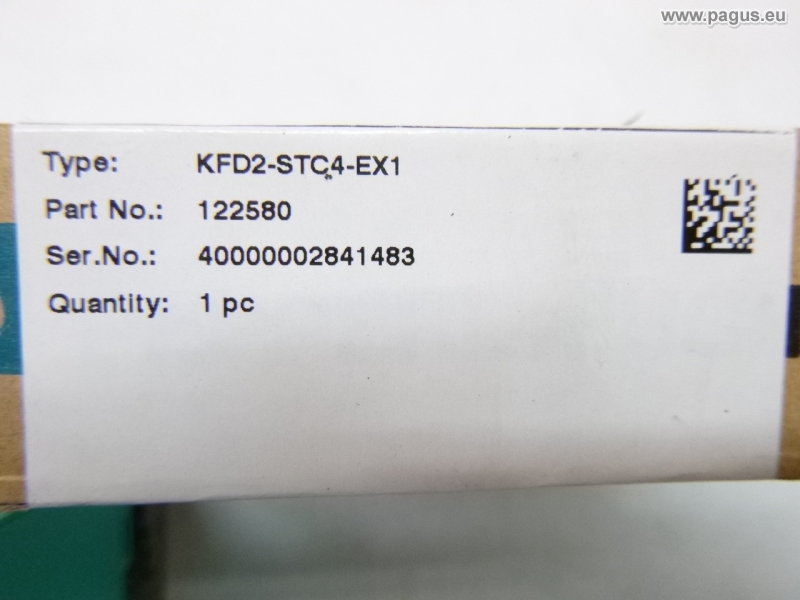 www.pagus.eu
Type: KFD2-STC4-EX1
Part No.: 122580
Ser.No.: 40000002841483
Quantity: 1 pc